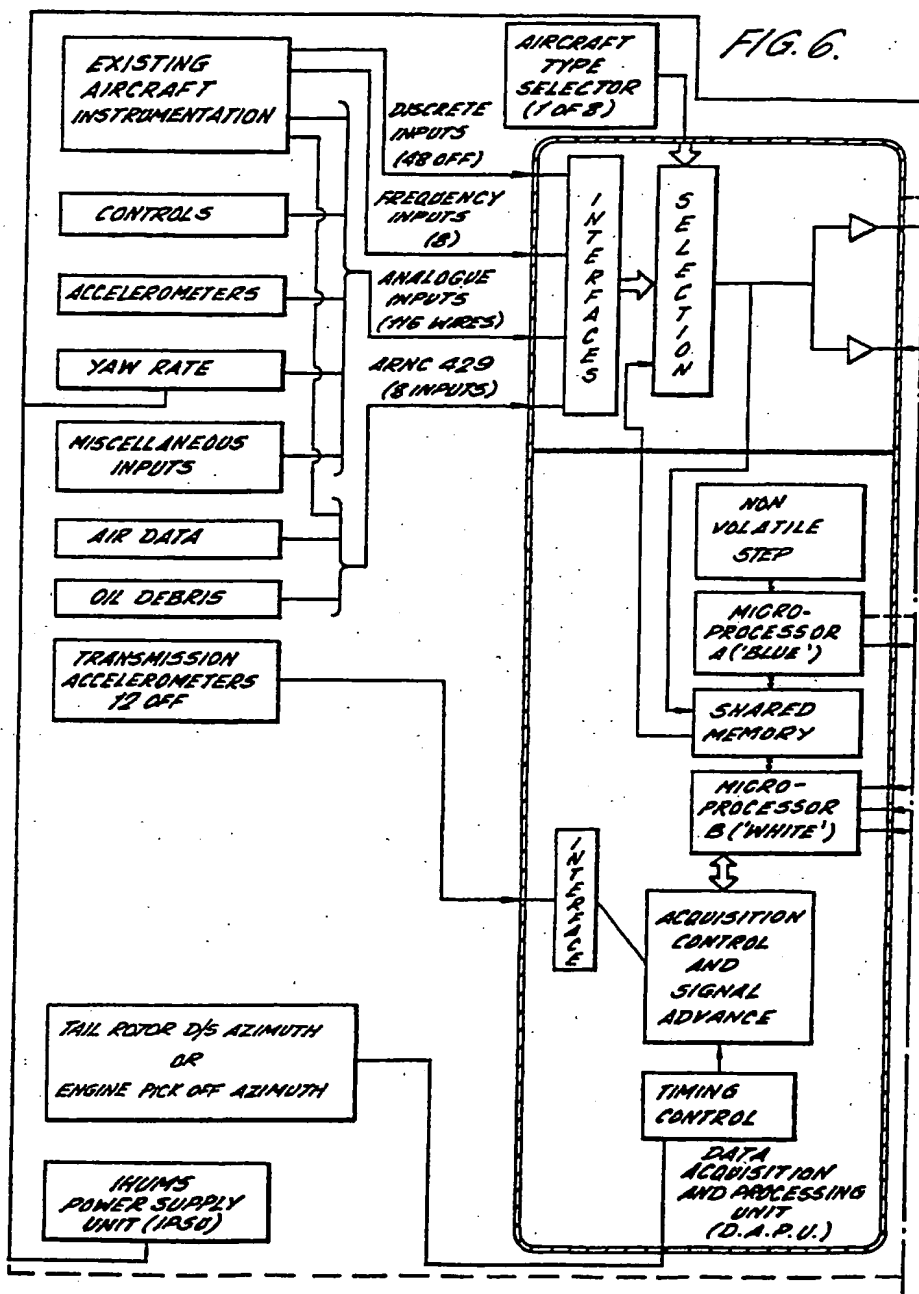 FIG. 6.
EXISTING
AIRCRAFT
INSTROMENTATION
AIRCRAFT
TYPE
SELECTOR
(1 OF 8)
DISCRETE
INPUTS
(48 OFF)
FREQUENCY
INPUTS
(8)
ANALOGUE
INPUTS
(116 WIRES)
ARNC 429
(8 INPUTS)
CONTROLS
ACCELEROMETERS
YAW RATE
MISCELLANEOUS
INPUTS
AIR DATA
OIL DEBRIS
TRANSMISSION
ACCELEROMETERS
12 OFF
TAIL ROTOR D/S AZIMUTH
OR
ENGINE PICK OFF AZIMUTH
IHUMS
POWER SUPPLY
UNIT (IPSU)
INTERFACES
SELECTION
NON
VOLATILE
STEP
MICRO-
PROCESSOR
A ('BLUE')
SHARED
MEMORY
MICRO-
PROCESSOR
B ('WHITE')
INTERFACE
ACQUISITION
CONTROL
AND
SIGNAL
ADVANCE
TIMING
CONTROL
DATA
ACQUISITION
AND PROCESSING
UNIT
(D.A.P.U.)